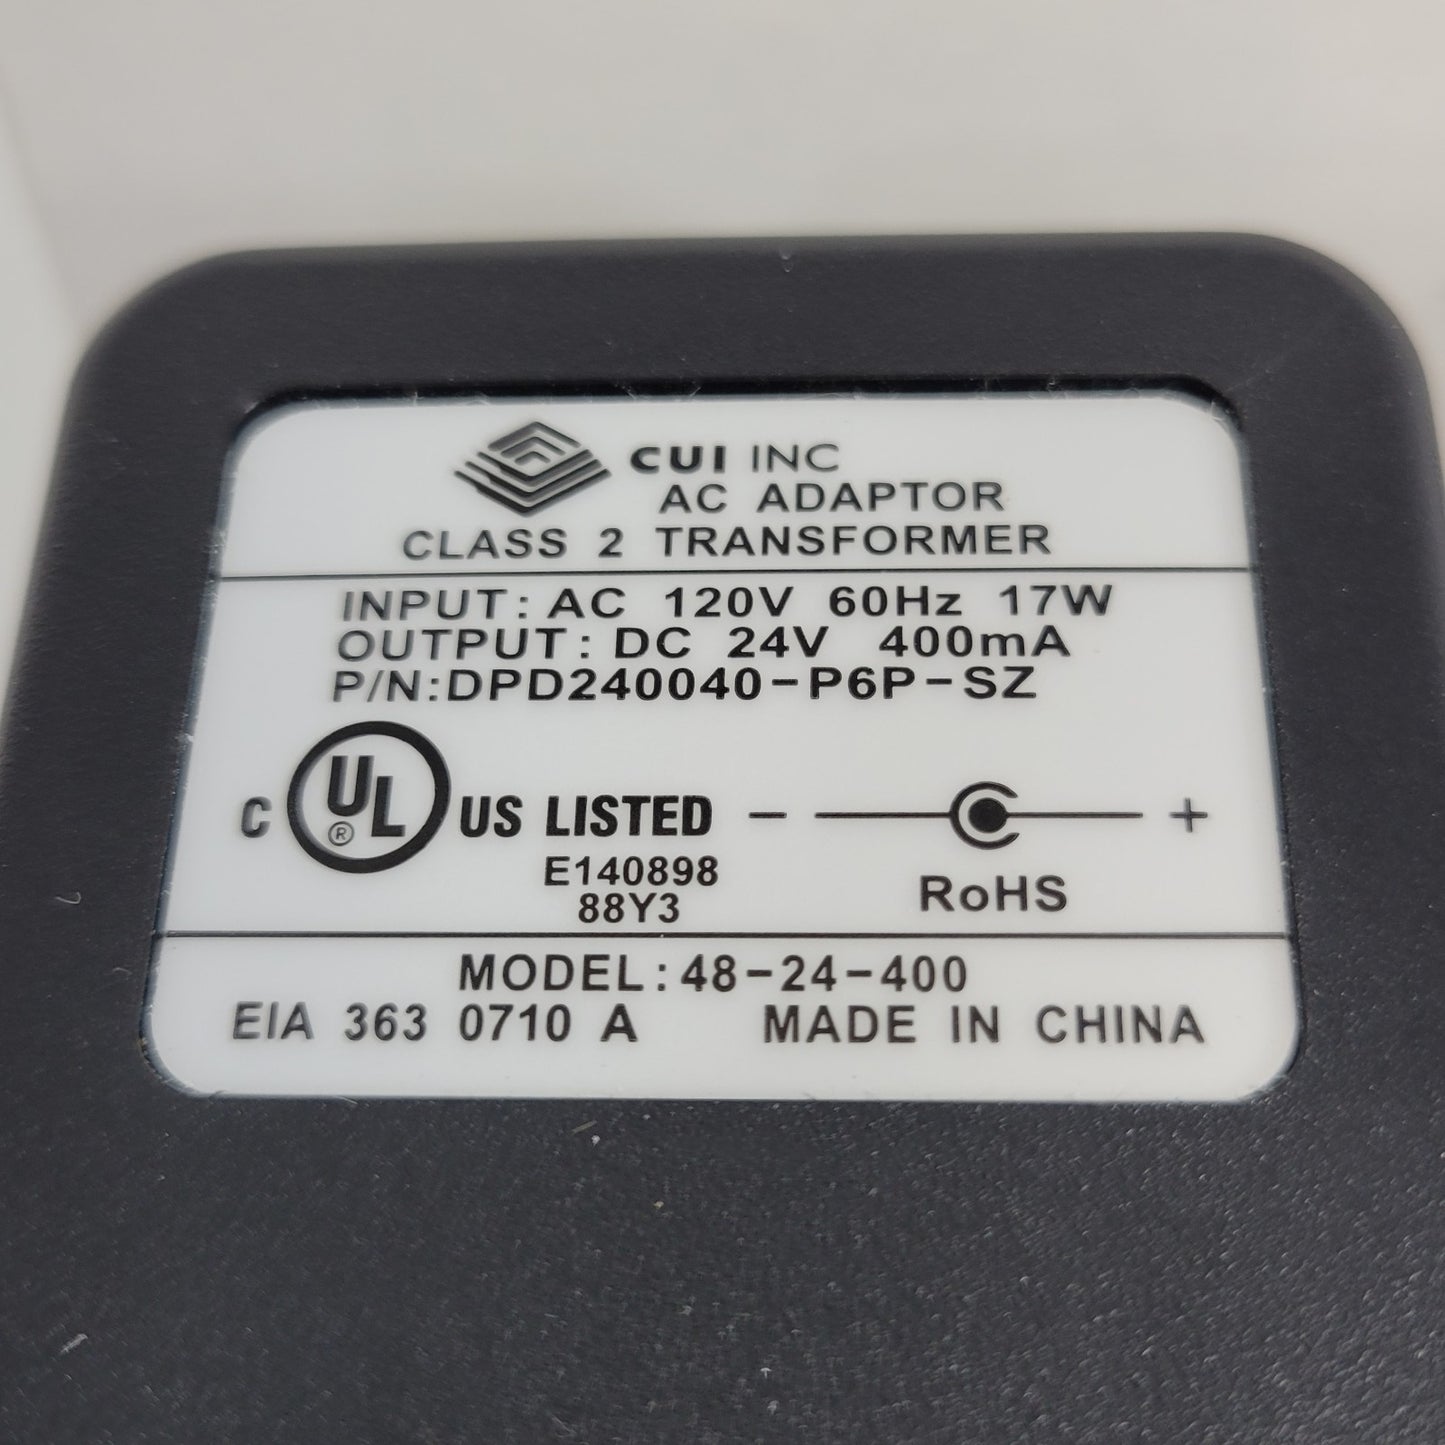 CUI INC
AC ADAPTOR
CLASS 2 TRANSFORMER
INPUT: AC 120V 60Hz 17W
OUTPUT: DC 24V 400mA
P/N:DPD240040-P6P-SZ
C UL ® US LISTED - +
E140898
88Y3
RoHS
MODEL:48-24-400
EIA 363 0710 A MADE IN CHINA